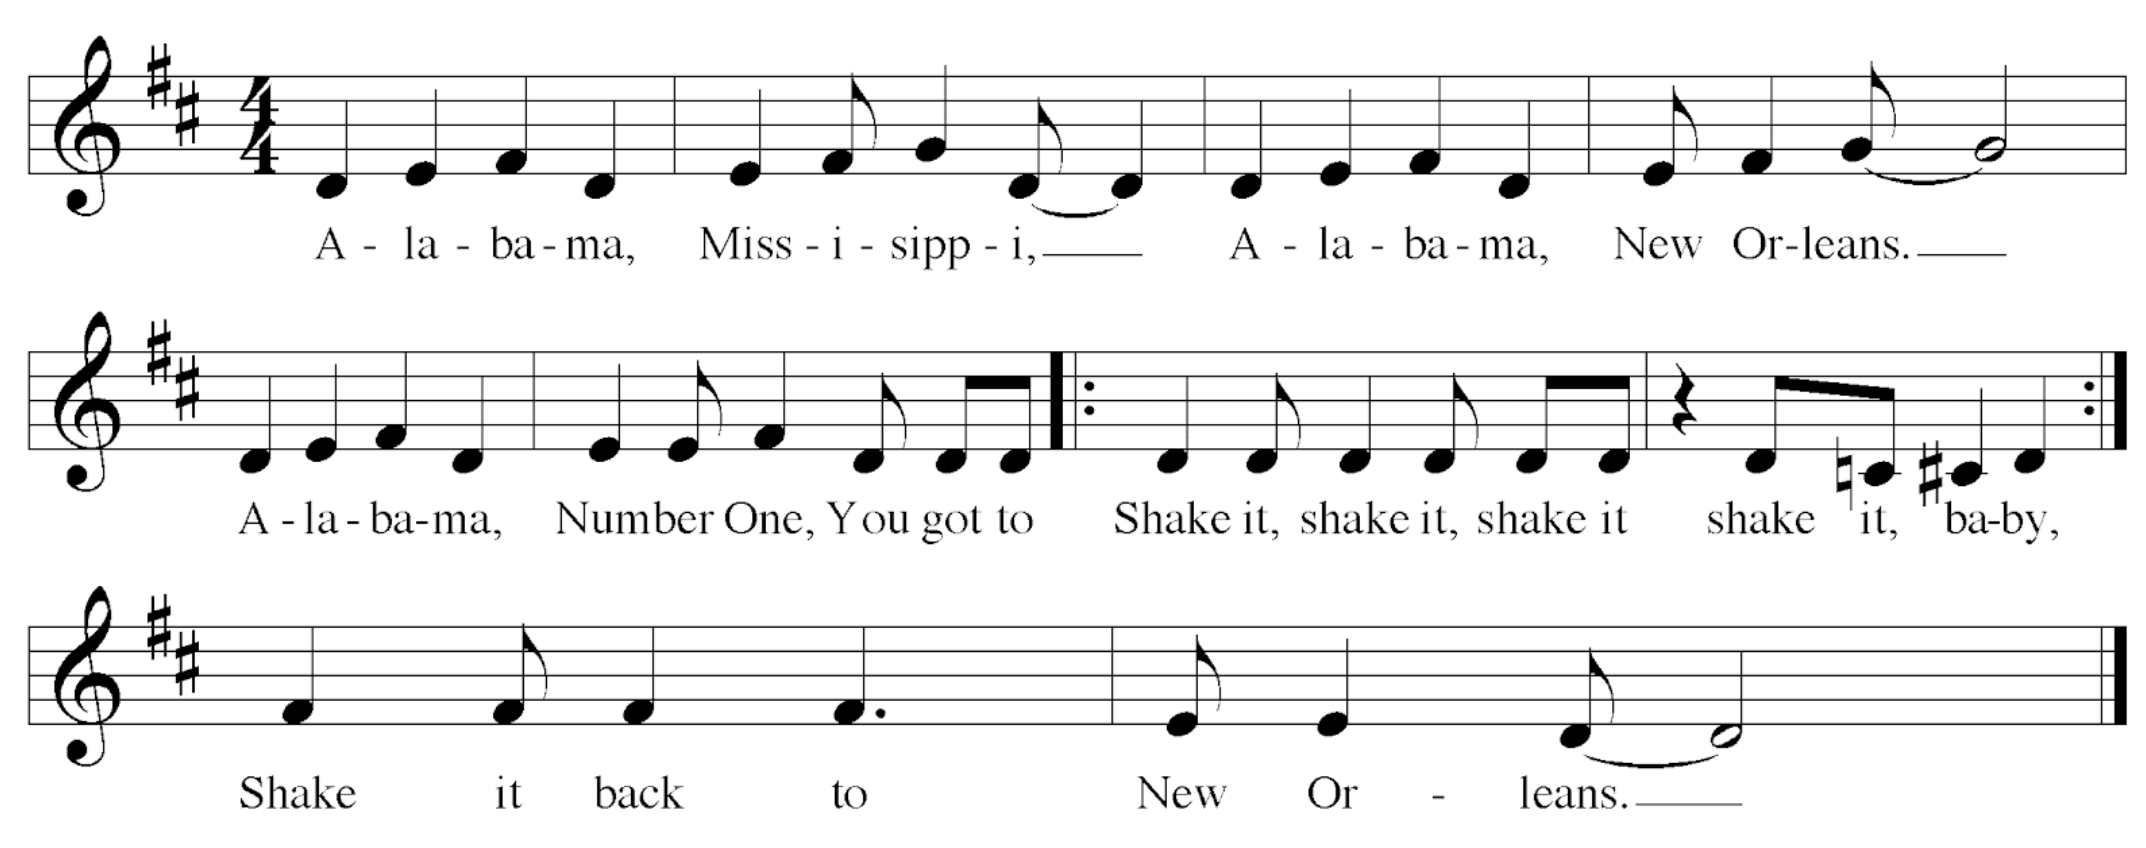 4
4
A - la - ba - ma, Miss - i - sipp - i, A - la - ba - ma, New Or-leans.
A - la - ba-ma, Number One, You got to Shake it, shake it, shake it shake it, ba-by,
Shake it back to New Or - leans.